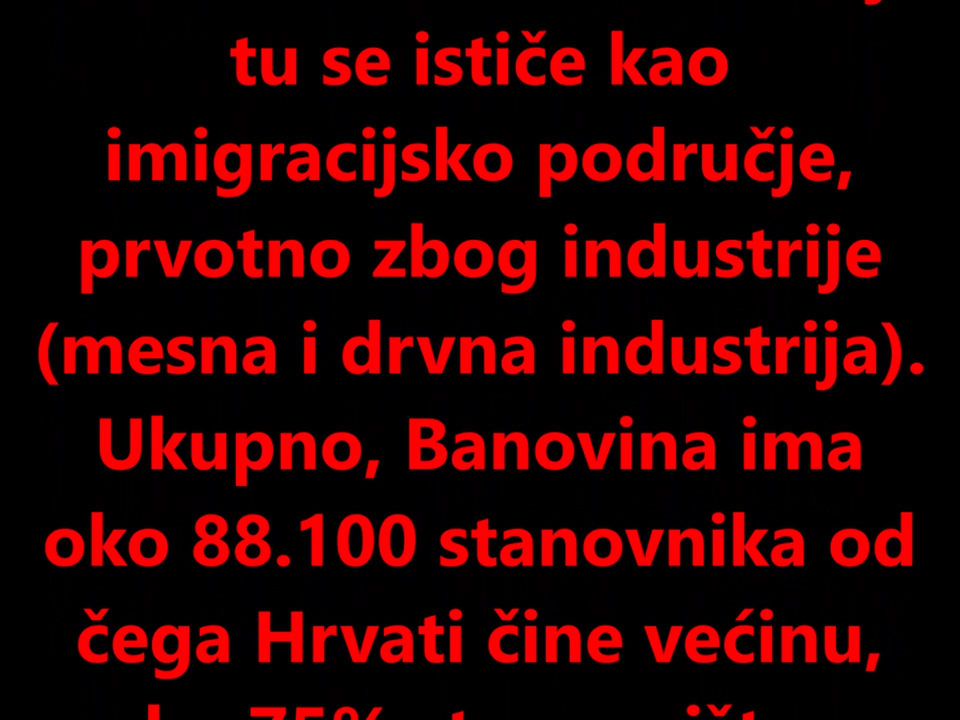 tu se ističe kao
imigracijsko područje,
prvotno zbog industrije
(mesna i drvna industrija).
Ukupno, Banovina ima
oko 88.100 stanovnika od
čega Hrvati čine većinu,
75%